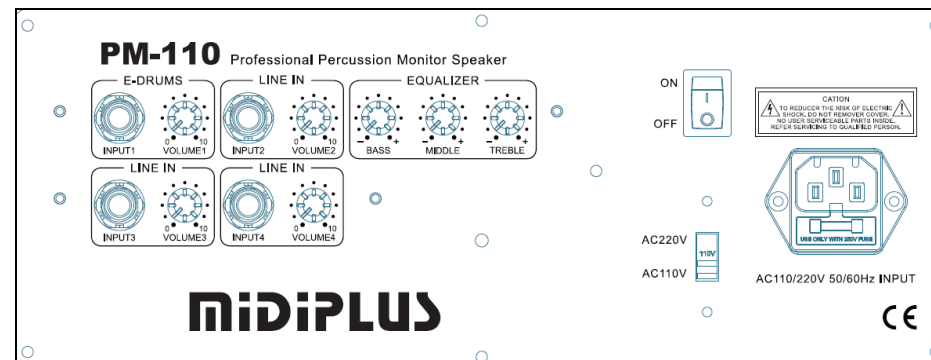 PM-110 Professional Percussion Monitor Speaker
E-DRUMS LINE IN EQUALIZER
0 10 0 10 - + - + - +
INPUT1 VOLUME1 INPUT2 VOLUME2 BASS MIDDLE TREBLE
LINE IN LINE IN
0 10 0 10
INPUT3 VOLUME3 INPUT4 VOLUME4
MiDiPLUS
ON
OFF
CATION
TO REDUCER THE RISK OF ELECTRIC
SHOCK, DO NOT REMOVER COVER.
NO USER SERVICEABLE PARTS INSIDE.
REFER SERVICING TO QUALIFIED PERSON.
AC220V
110V
AC110V
USE ONLY WITH 250V FUSE
AC110/220V 50/60Hz INPUT
CE